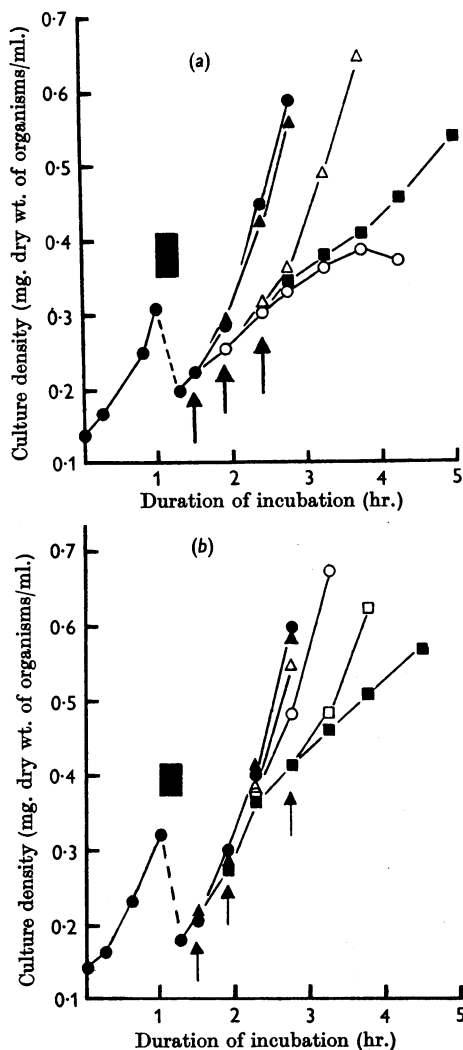 (a)
0·7
0·6
0·5
0·4
0·3
0·2
0·1
Culture density (mg. dry wt. of organisms/ml.)
0 1 2 3 4 5
Duration of incubation (hr.)
(b)
0·7
0·6
0·5
0·4
0·3
0·2
0·1
Culture density (mg. dry wt. of organisms/ml.)
0 1 2 3 4 5
Duration of incubation (hr.)